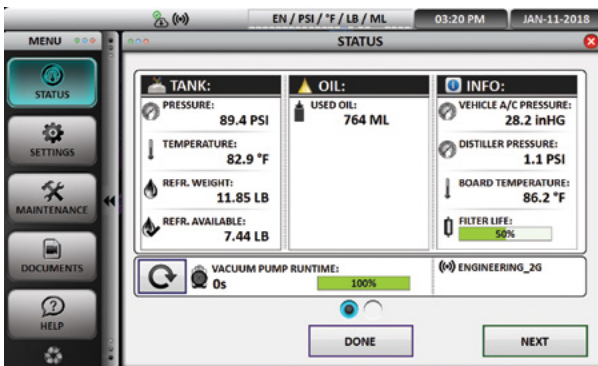 EN / PSI / °F / LB / ML
03:20 PM
JAN-11-2018
MENU
STATUS
STATUS
SETTINGS
MAINTENANCE
DOCUMENTS
HELP
TANK:
PRESSURE:
89.4 PSI
TEMPERATURE:
82.9 °F
REFR. WEIGHT:
11.85 LB
REFR. AVAILABLE:
7.44 LB
OIL:
USED OIL:
764 ML
INFO:
VEHICLE A/C PRESSURE:
28.2 inHG
DISTILLER PRESSURE:
1.1 PSI
BOARD TEMPERATURE:
86.2 °F
FILTER LIFE:
50%
VACUUM PUMP RUNTIME:
0s
100%
ENGINEERING_2G
DONE
NEXT